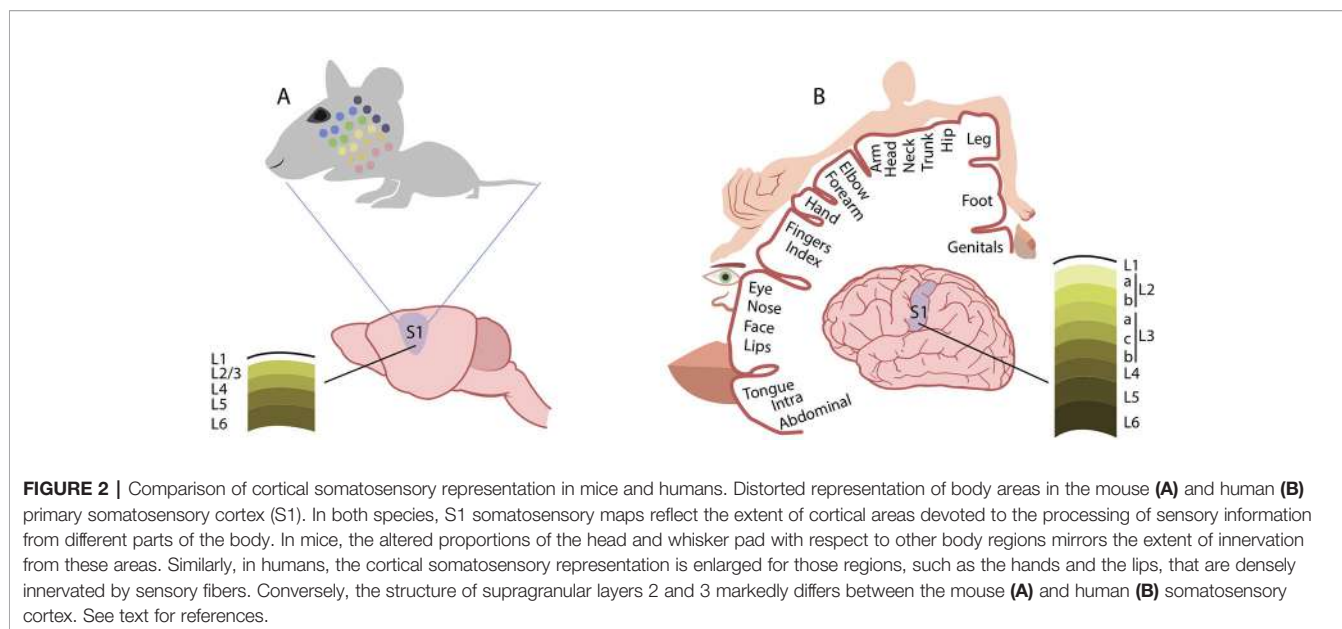 A
S1
L1
L2/3
L4
L5
L6
B
Arm
Head
Neck
Trunk
Hip
Leg
Foot
Genitals
Elbow
Forearm
Hand
Fingers
Index
Eye
Nose
Face
Lips
Tongue
Intra
Abdominal
S1
L1
a
b
L2
a
c
b
L3
L4
L5
L6
FIGURE 2 | Comparison of cortical somatosensory representation in mice and humans. Distorted representation of body areas in the mouse (A) and human (B)
primary somatosensory cortex (S1). In both species, S1 somatosensory maps reflect the extent of cortical areas devoted to the processing of sensory information
from different parts of the body. In mice, the altered proportions of the head and whisker pad with respect to other body regions mirrors the extent of innervation
from these areas. Similarly, in humans, the cortical somatosensory representation is enlarged for those regions, such as the hands and the lips, that are densely
innervated by sensory fibers. Conversely, the structure of supragranular layers 2 and 3 markedly differs between the mouse (A) and human (B) somatosensory
cortex. See text for references.